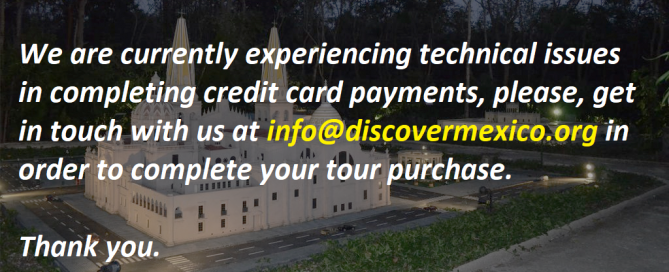 We are currently experiencing technical issues
in completing credit card payments, please, get
in touch with us at info@discovermexico.org in
order to complete your tour purchase.
Thank you.